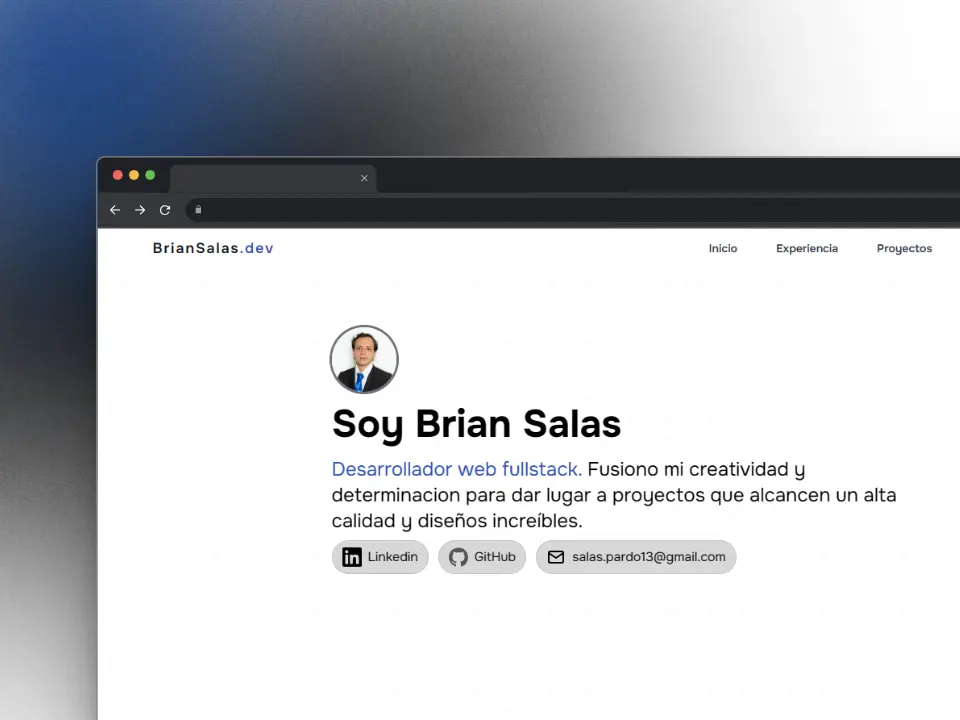 BrianSalas.dev
Inicio Experiencia Proyectos
Soy Brian Salas
Desarrollador web fullstack. Fusiono mi creatividad y
determinacion para dar lugar a proyectos que alcancen un alta
calidad y diseños increíbles.
Linkedin GitHub salas.pardo13@gmail.com